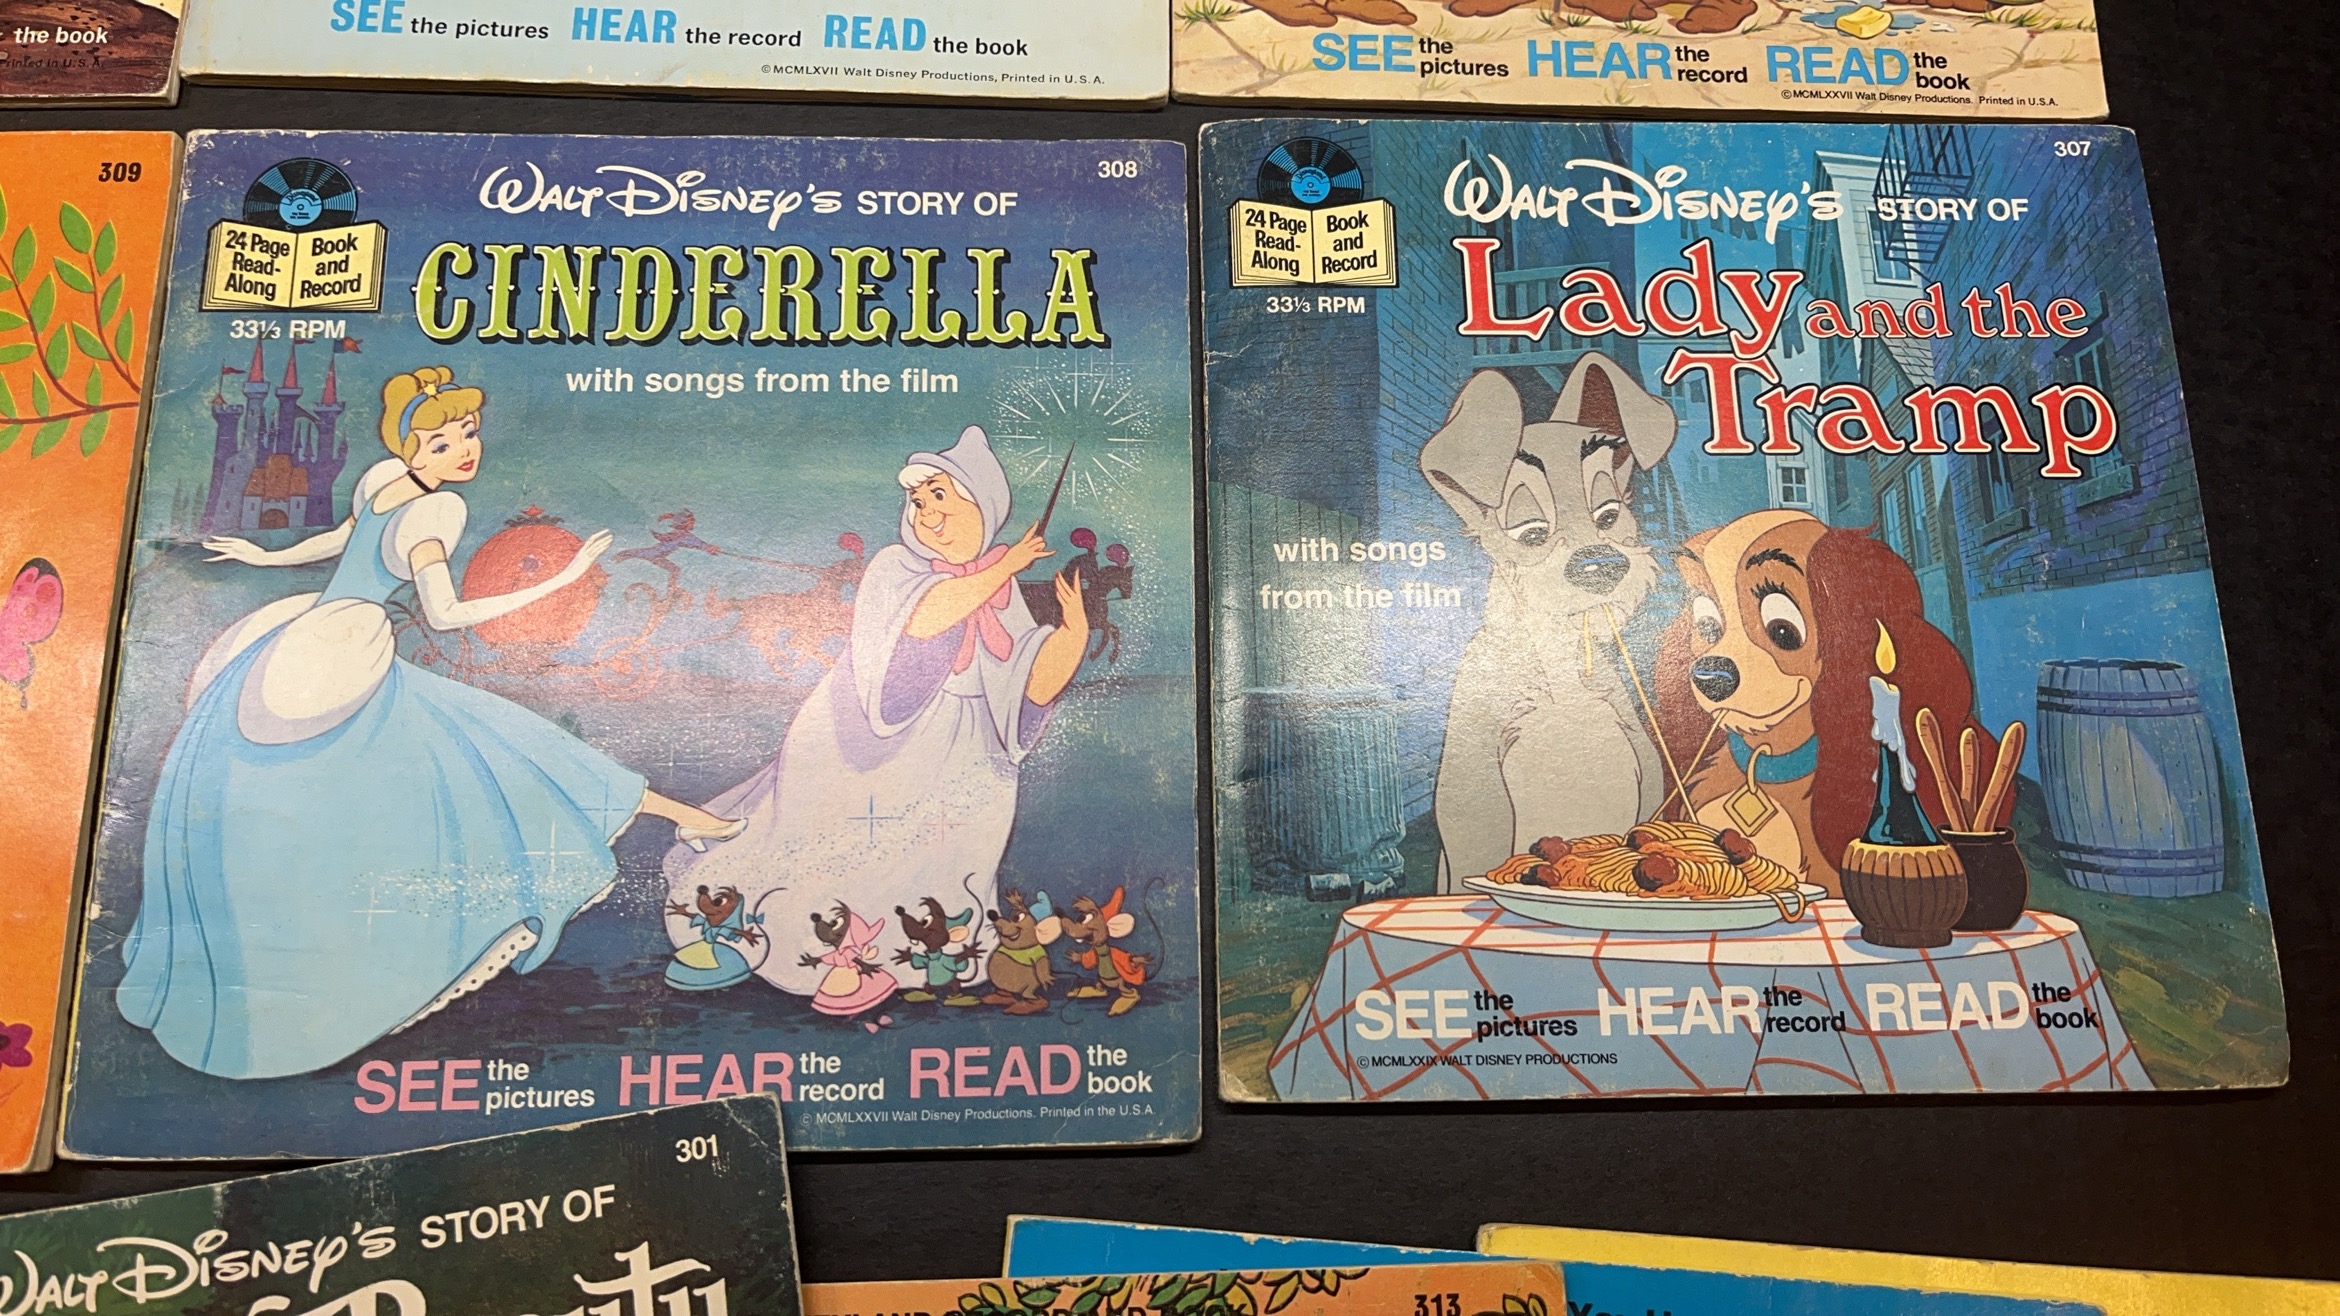 the book
Printed in U.S.A.
SEE the pictures HEAR the record READ the book
©MCMLXVII Walt Disney Productions, Printed in U.S.A.
SEE the pictures HEAR the record READ the book
©MCMLXXVII Walt Disney Productions. Printed in U.S.A.
309
308
WALT DISNEY'S STORY OF
CINDERELLA
with songs from the film
24 Page Read-Along
Book and Record
33⅓ RPM
SEE the pictures HEAR the record READ the book
© MCMLXXVII Walt Disney Productions. Printed in the U.S.A.
307
WALT DISNEY'S STORY OF
Lady and the
Tramp
24 Page Read-Along
Book and Record
33⅓ RPM
with songs
from the film
SEE the pictures HEAR the record READ the book
© MCMLXXIX WALT DISNEY PRODUCTIONS
301
WALT DISNEY'S STORY OF
313